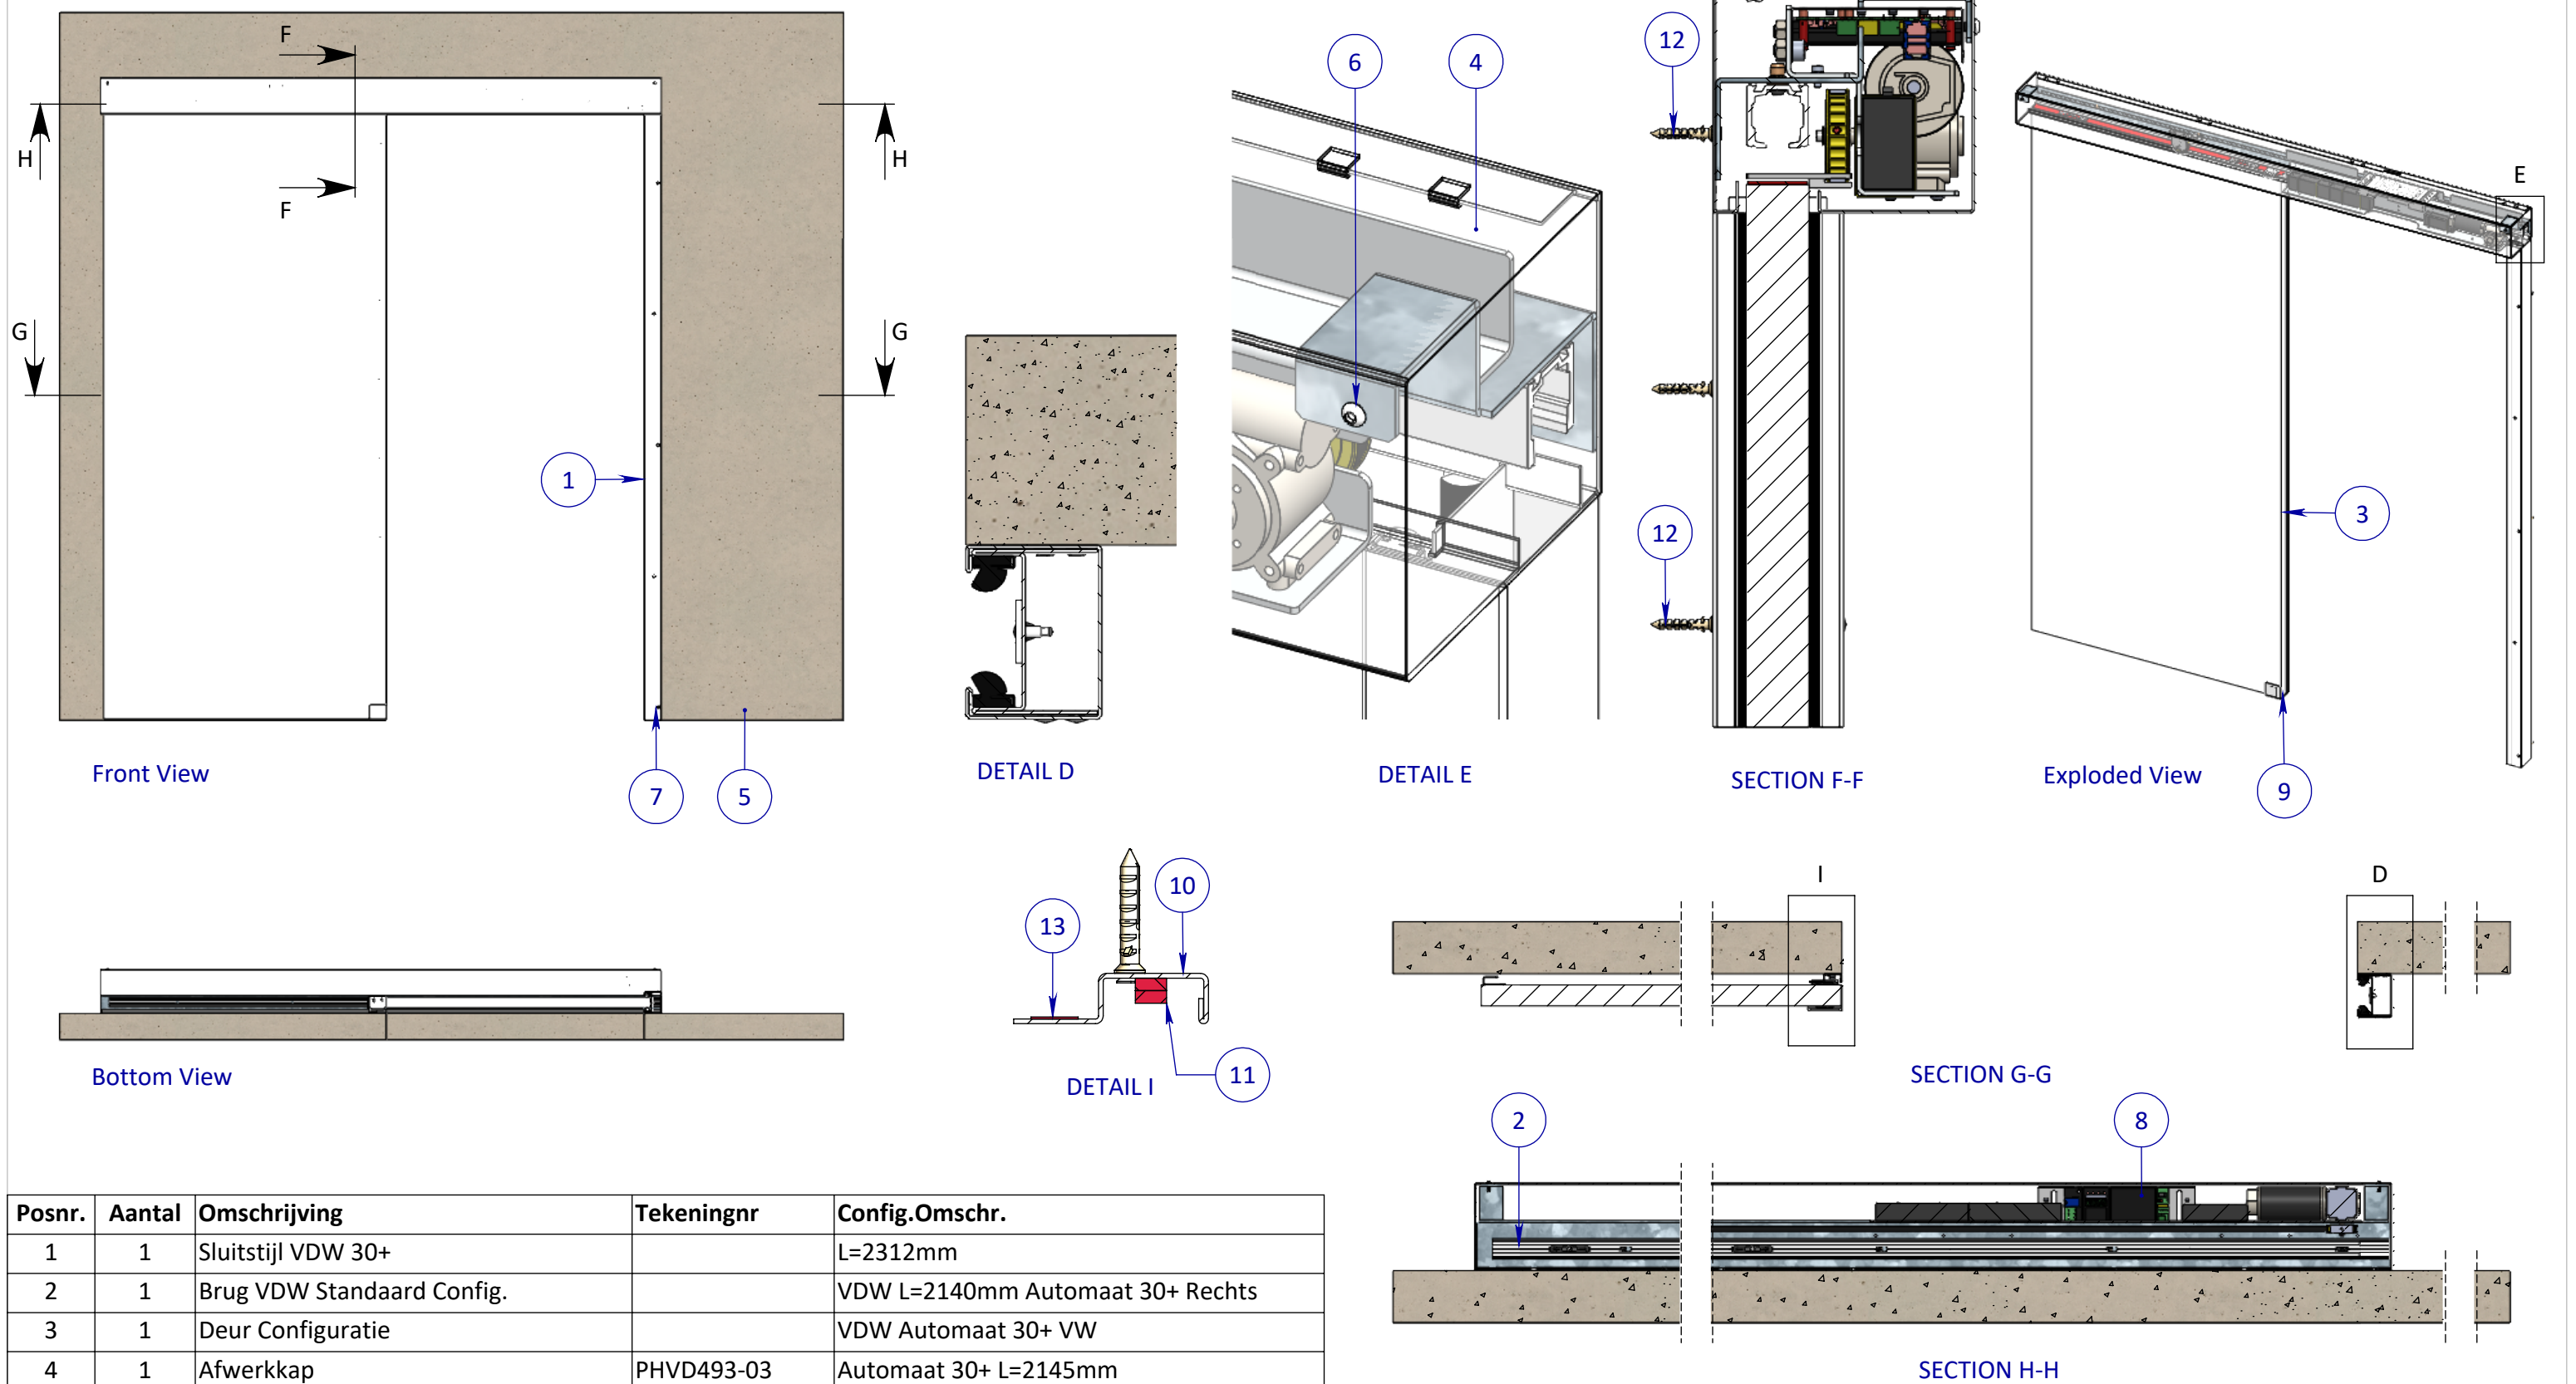 F
F
H
H
G
G
1
7
5
Front View
DETAIL D
6
4
DETAIL E
12
12
SECTION F-F
E
3
9
Exploded View
Bottom View
10
13
11
DETAIL I
I
D
SECTION G-G
2
8
SECTION H-H
Posnr. Aantal Omschrijving Tekeningnr Config.Omschr.
1 1 Sluitstijl VDW 30+ L=2312mm
2 1 Brug VDW Standaard Config. VDW L=2140mm Automaat 30+ Rechts
3 1 Deur Configuratie VDW Automaat 30+ VW
4 1 Afwerkkap PHVD493-03 Automaat 30+ L=2145mm